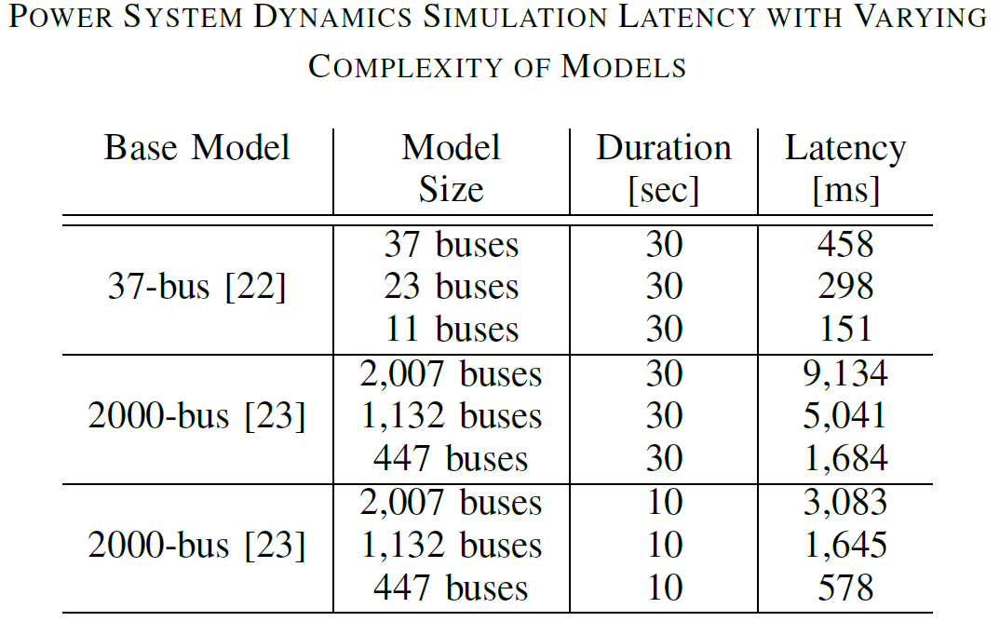 POWER SYSTEM DYNAMICS SIMULATION LATENCY WITH VARYING
COMPLEXITY OF MODELS
Base Model Model Duration Latency
Size [sec] [ms]
37 buses 30 458
37-bus [22] 23 buses 30 298
11 buses 30 151
2,007 buses 30 9,134
2000-bus [23] 1,132 buses 30 5,041
447 buses 30 1,684
2,007 buses 10 3,083
2000-bus [23] 1,132 buses 10 1,645
447 buses 10 578